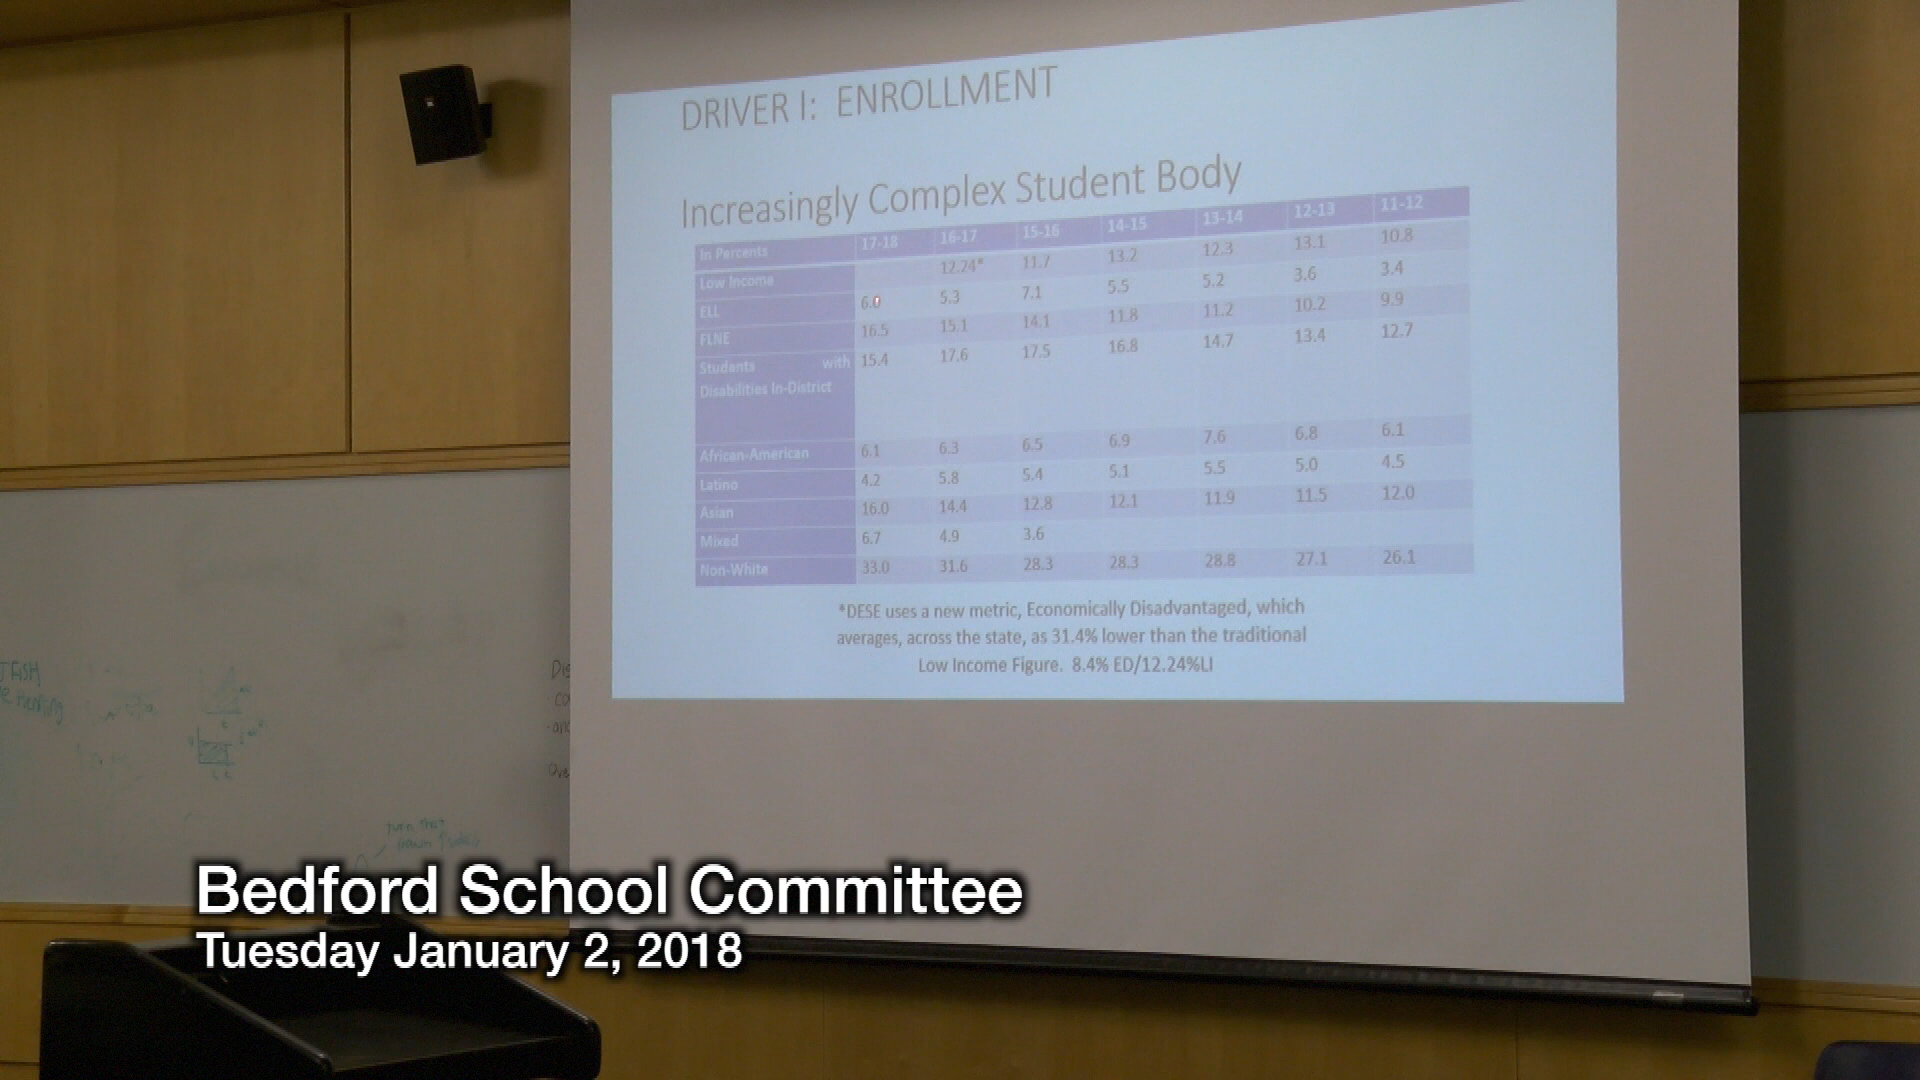 DRIVER I: ENROLLMENT
Increasingly Complex Student Body
In Percents 17-18 16-17 15-16 14-15 13-14 12-13 11-12
Low Income 12.24* 11.7 13.2 12.3 13.1 10.8
ELL 6.0 5.3 7.1 5.5 5.2 3.6 3.4
FLNE 16.5 15.1 14.1 11.8 11.2 10.2 9.9
Students with 15.4 17.6 17.5 16.8 14.7 13.4 12.7
Disabilities In-District
African-American 6.1 6.3 6.5 6.9 7.6 6.8 6.1
Latino 4.2 5.8 5.4 5.1 5.5 5.0 4.5
Asian 16.0 14.4 12.8 12.1 11.9 11.5 12.0
Mixed 6.7 4.9 3.6
Non-White 33.0 31.6 28.3 28.3 28.8 27.1 26.1
*DESE uses a new metric, Economically Disadvantaged, which
averages, across the state, as 31.4% lower than the traditional
Low Income Figure. 8.4% ED/12.24%LI
turn that
Bedford School Committee
Tuesday January 2, 2018